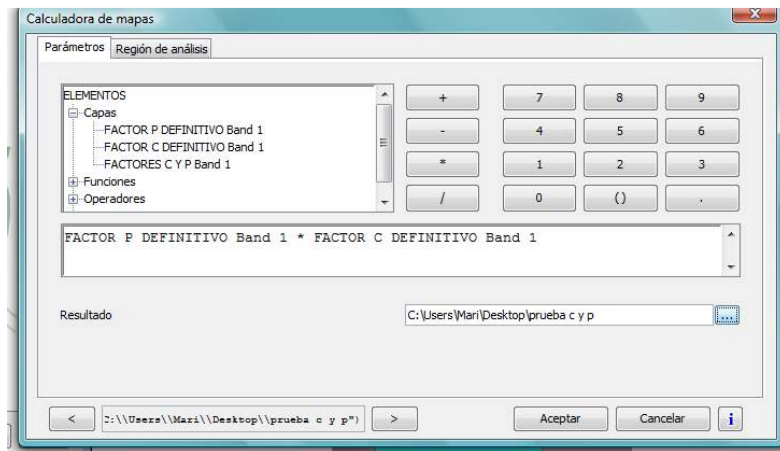 Calculadora de mapas
Parámetros Región de análisis
ELEMENTOS
Capas
FACTOR P DEFINITIVO Band 1
FACTOR C DEFINITIVO Band 1
FACTORES C Y P Band 1
Funciones
Operadores
+ 7 8 9
- 4 5 6
* 1 2 3
/ 0 () .
FACTOR P DEFINITIVO Band 1 * FACTOR C DEFINITIVO Band 1
Resultado C:\Users\Mari\Desktop\prueba c y p ...
< C:\\Users\\Mari\\Desktop\\prueba c y p") > Aceptar Cancelar i